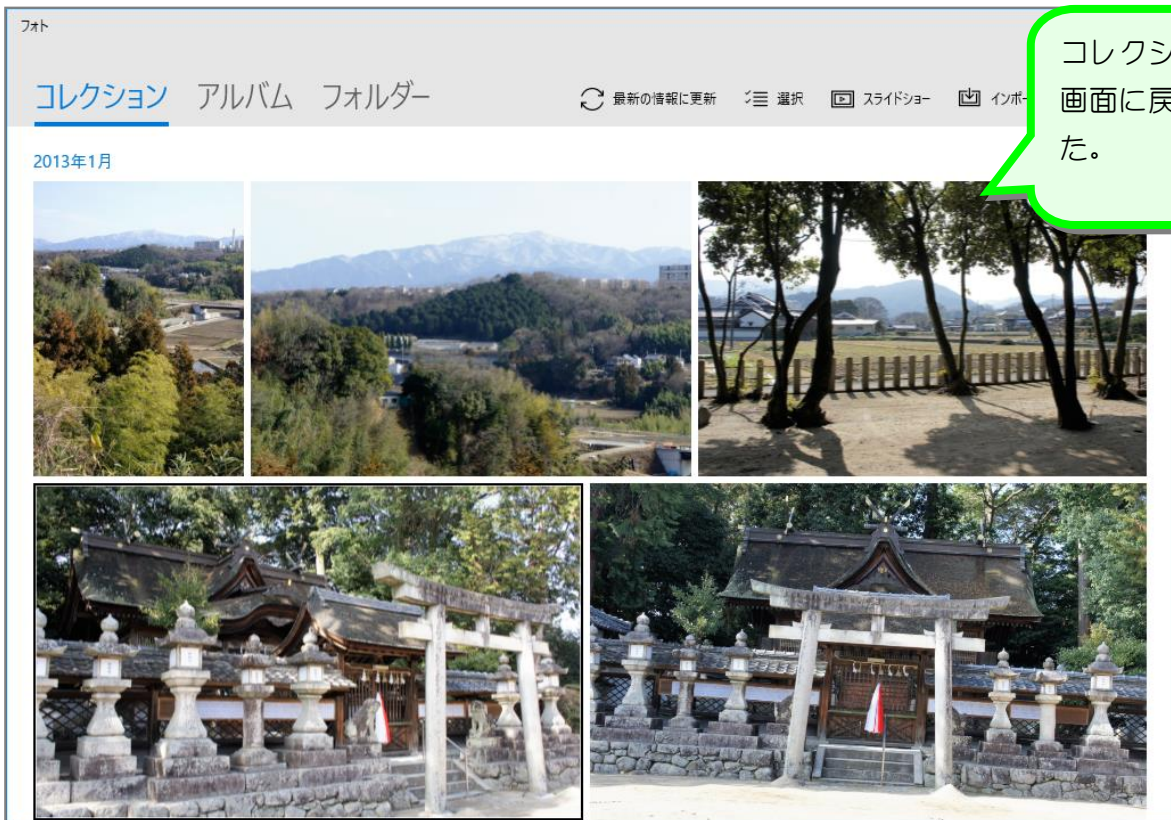 フォト
コレクション アルバム フォルダー
最新の情報に更新 選択 スライドショー インポー
コレクシ
画面に戻
た。
2013年1月